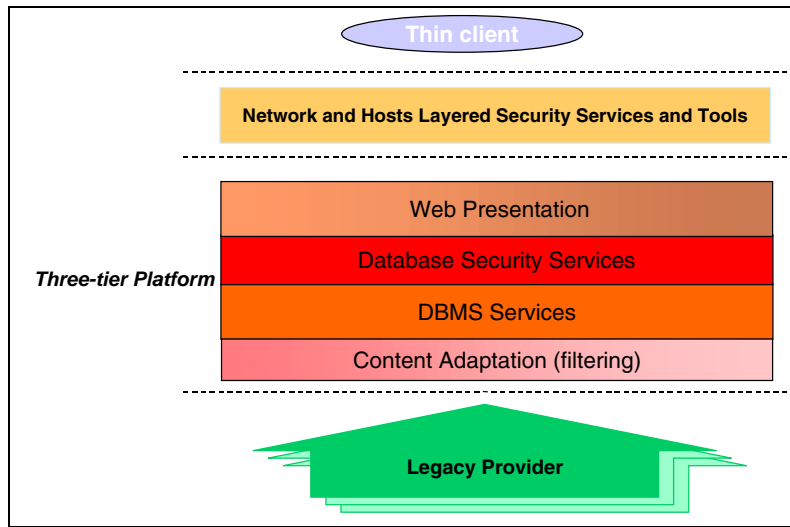 Thin client
Network and Hosts Layered Security Services and Tools
Web Presentation
Database Security Services
Three-tier Platform
DBMS Services
Content Adaptation (filtering)
Legacy Provider